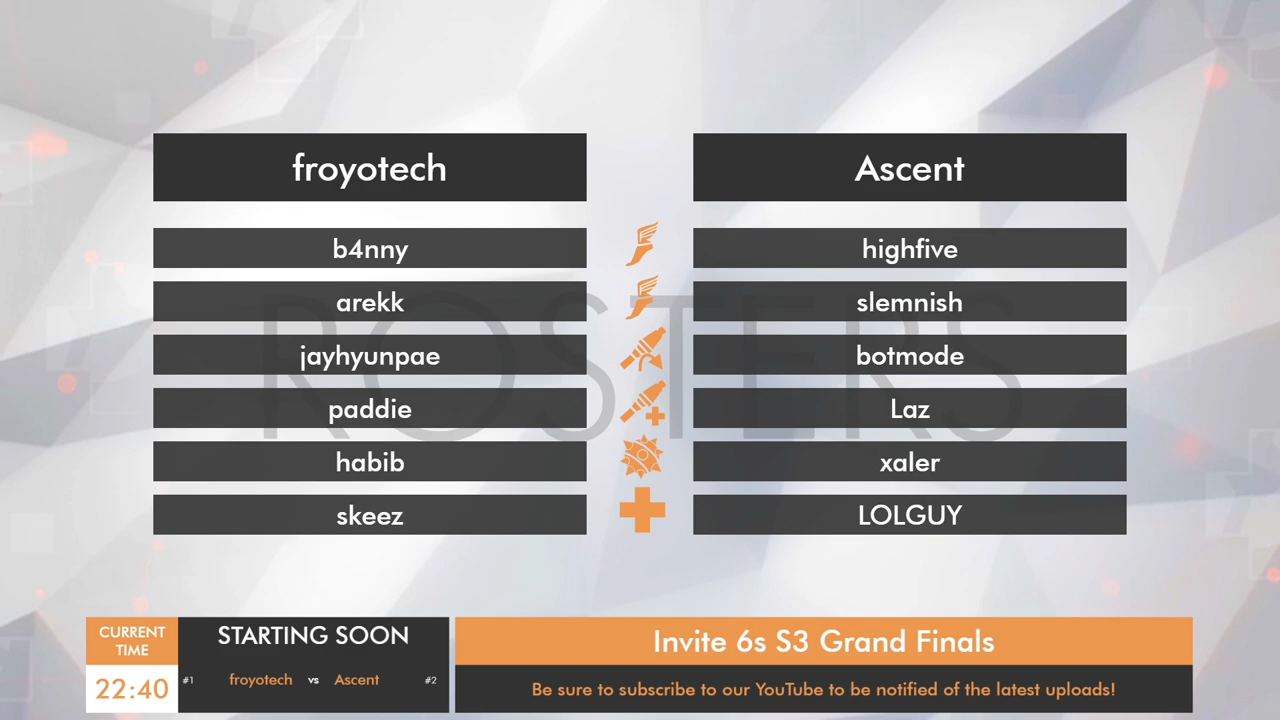 froyotech
Ascent
ROSTERS
b4nny
highfive
arekk
slemnish
jayhyunpae
botmode
paddie
Laz
habib
xaler
skeez
LOLGUY
CURRENT
TIME
22:40
STARTING SOON
#1 froyotech vs Ascent #2
Invite 6s S3 Grand Finals
Be sure to subscribe to our YouTube to be notified of the latest uploads!